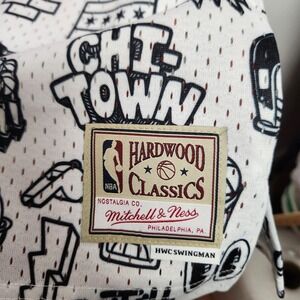 CHI-
TOWN
HARDWOOD
CLASSICS
NBA
NOSTALGIA CO.
Mitchell & Ness
PHILADELPHIA, PA
HWC SWINGMAN